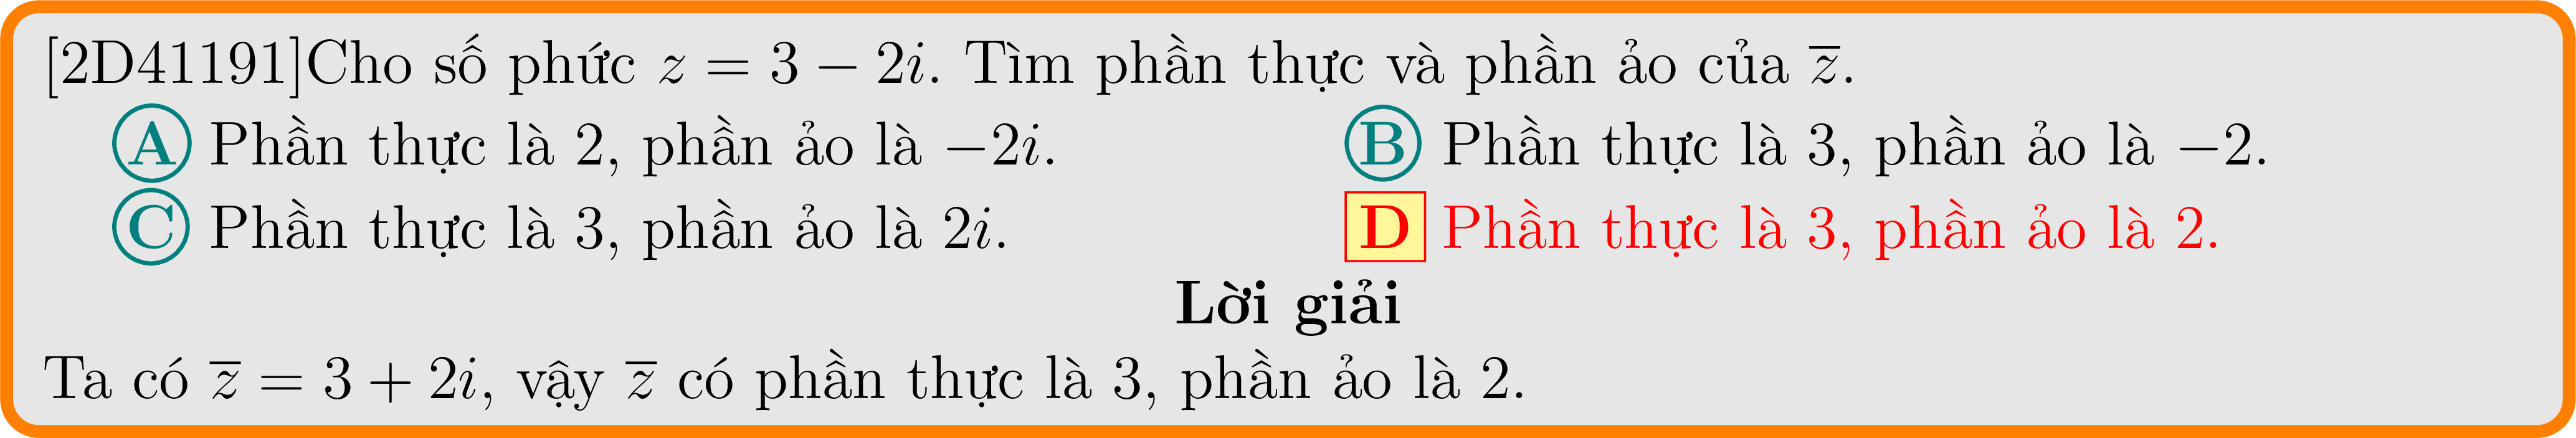 [2D41191]Cho số phức z = 3 − 2i. Tìm phần thực và phần ảo của z̅.
A Phần thực là 2, phần ảo là −2i.
B Phần thực là 3, phần ảo là −2.
C Phần thực là 3, phần ảo là 2i.
D Phần thực là 3, phần ảo là 2.
Lời giải
Ta có z̅ = 3 + 2i, vậy z̅ có phần thực là 3, phần ảo là 2.